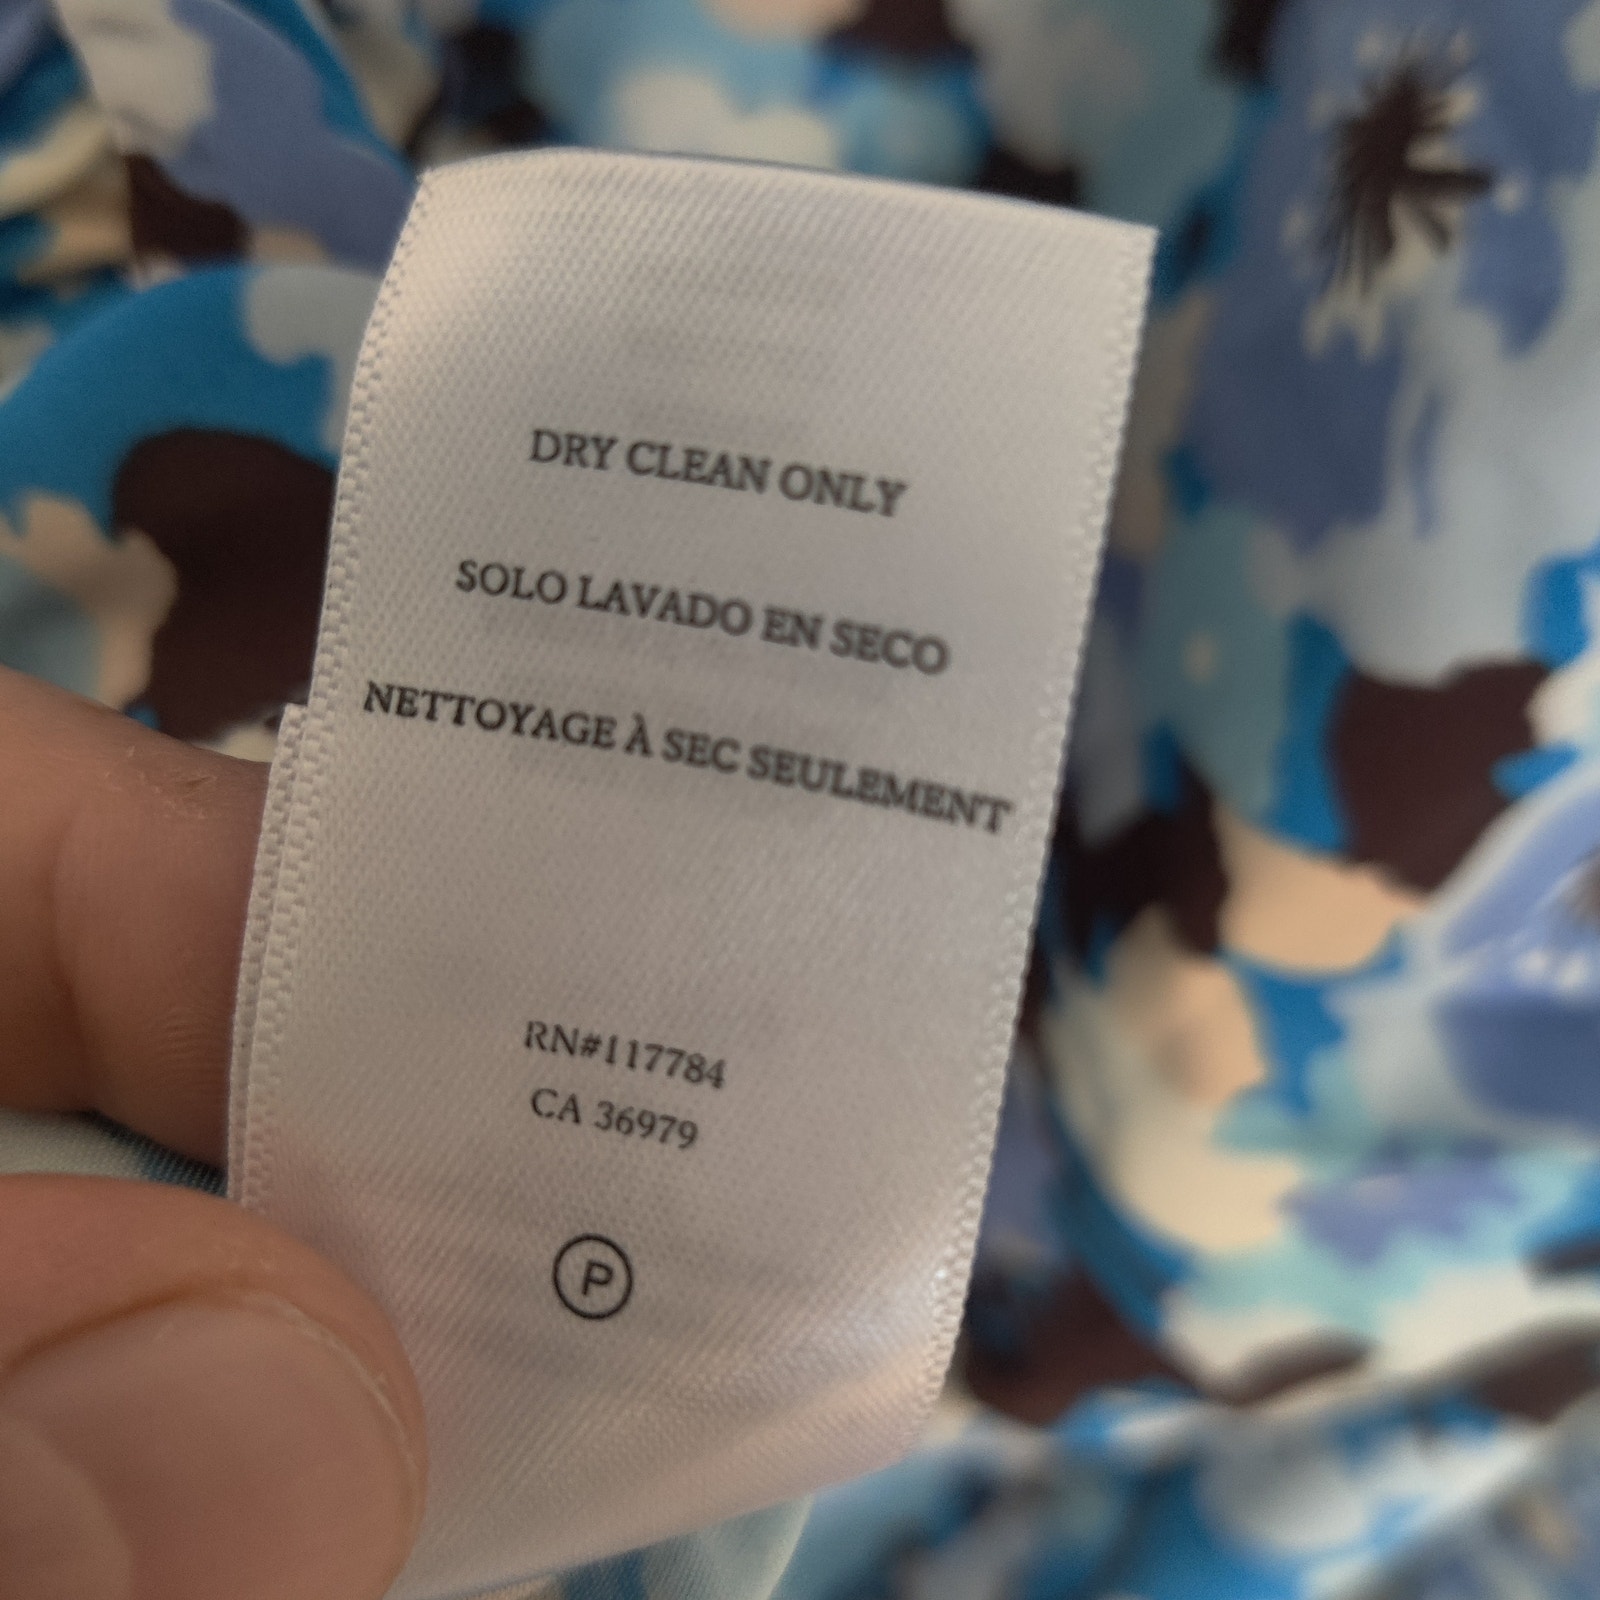 DRY CLEAN ONLY
SOLO LAVADO EN SECO
NETTOYAGE À SEC SEULEMENT
RN#117784
CA 36979
P